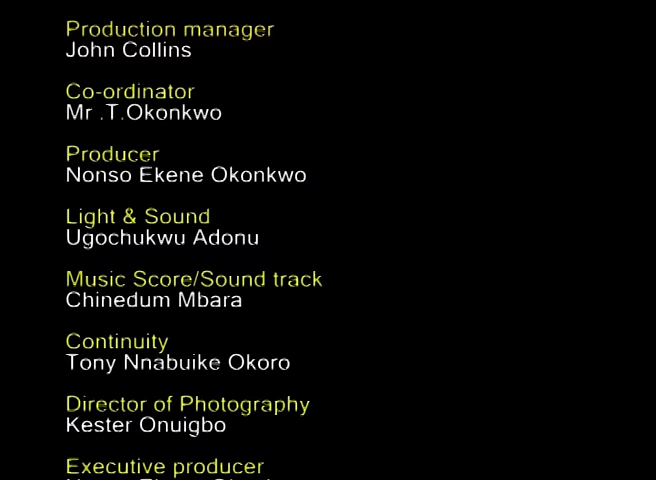 Production manager
John Collins
Co-ordinator
Mr .T.Okonkwo
Producer
Nonso Ekene Okonkwo
Light & Sound
Ugochukwu Adonu
Music Score/Sound track
Chinedum Mbara
Continuity
Tony Nnabuike Okoro
Director of Photography
Kester Onuigbo
Executive producer